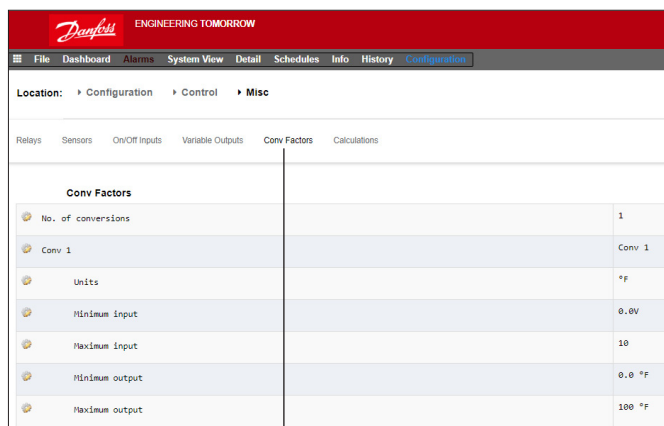 Danfoss ENGINEERING TOMORROW
File Dashboard Alarms System View Detail Schedules Info History Configuration
Location: Configuration Control Misc
Relays Sensors On/Off Inputs Variable Outputs Conv Factors Calculations
Conv Factors
No. of conversions 1
Conv 1 Conv 1
Units °F
Minimum input 0.0V
Maximum input 10
Minimum output 0.0 °F
Maximum output 100 °F